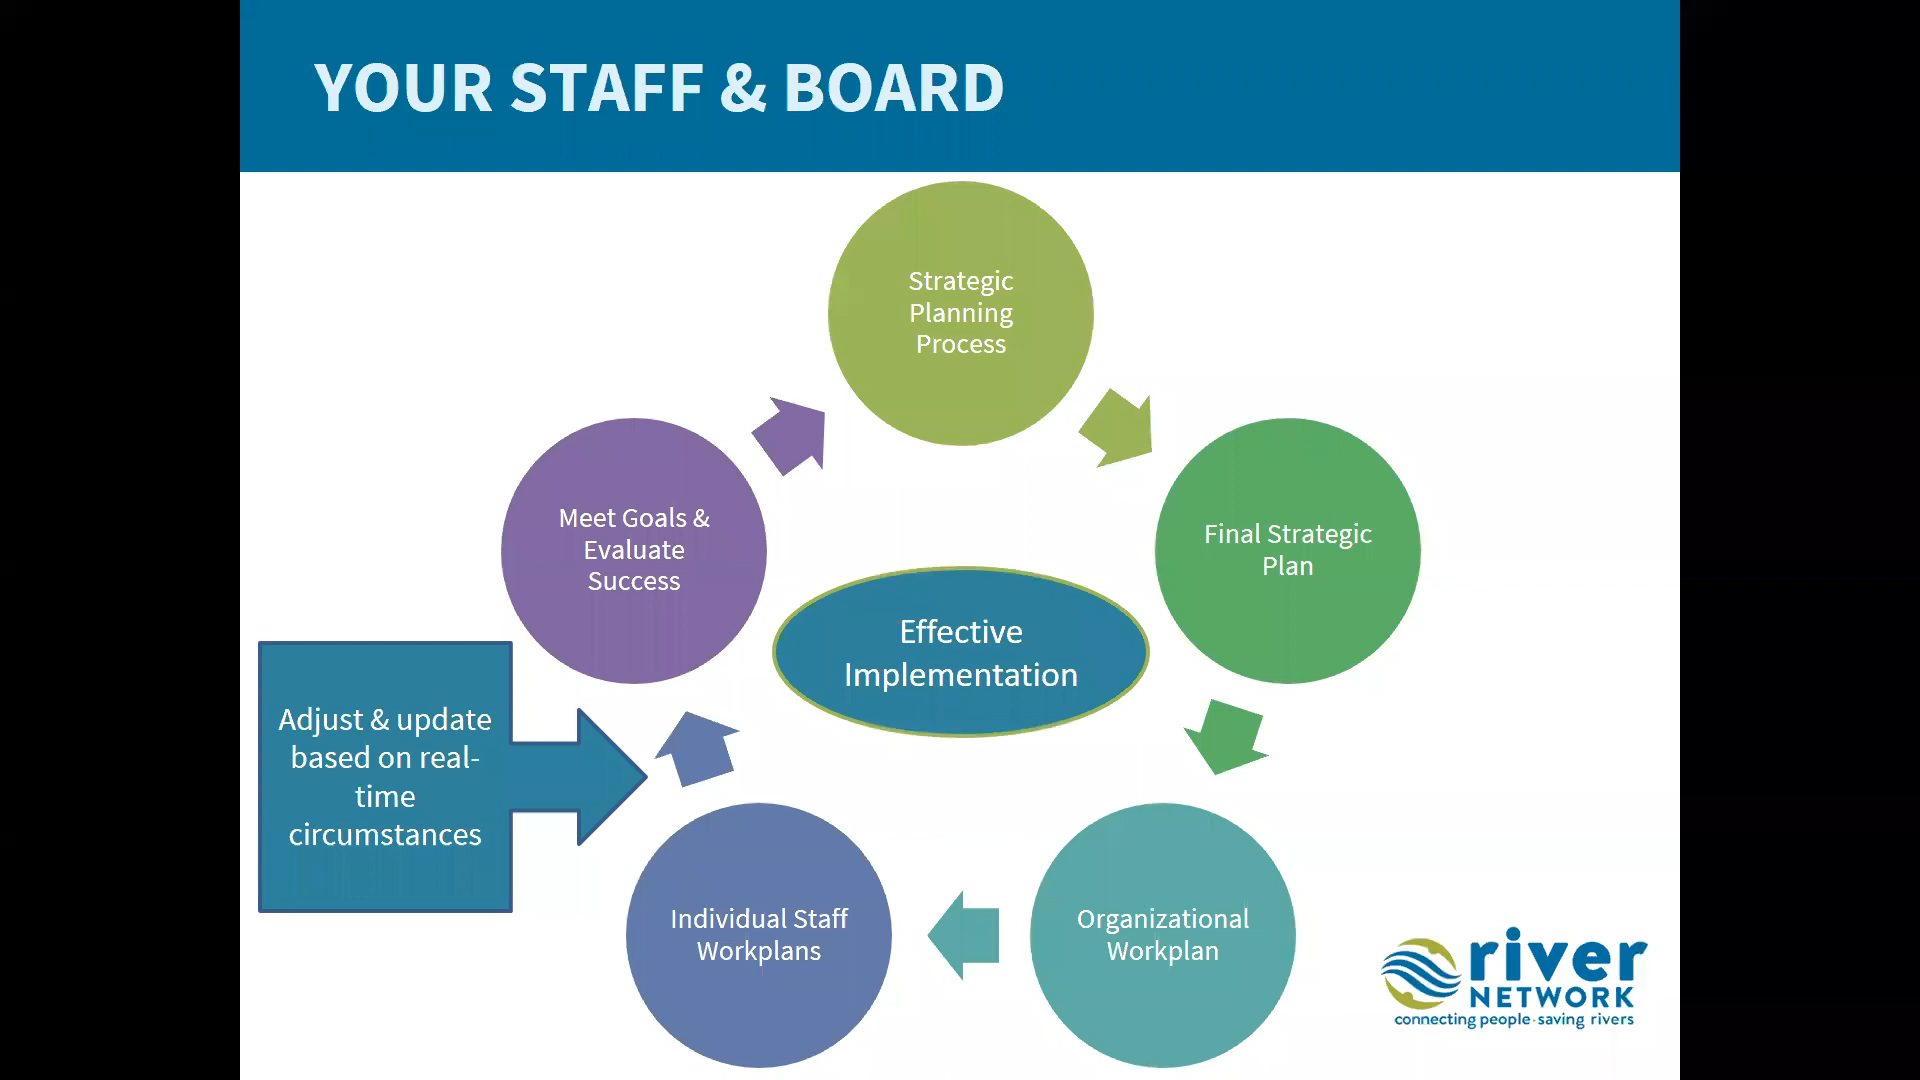 YOUR STAFF & BOARD
Strategic
Planning
Process
Final Strategic
Plan
Organizational
Workplan
Individual Staff
Workplans
Meet Goals &
Evaluate
Success
Effective
Implementation
Adjust & update
based on real-
time
circumstances
river
NETWORK
connecting people·saving rivers